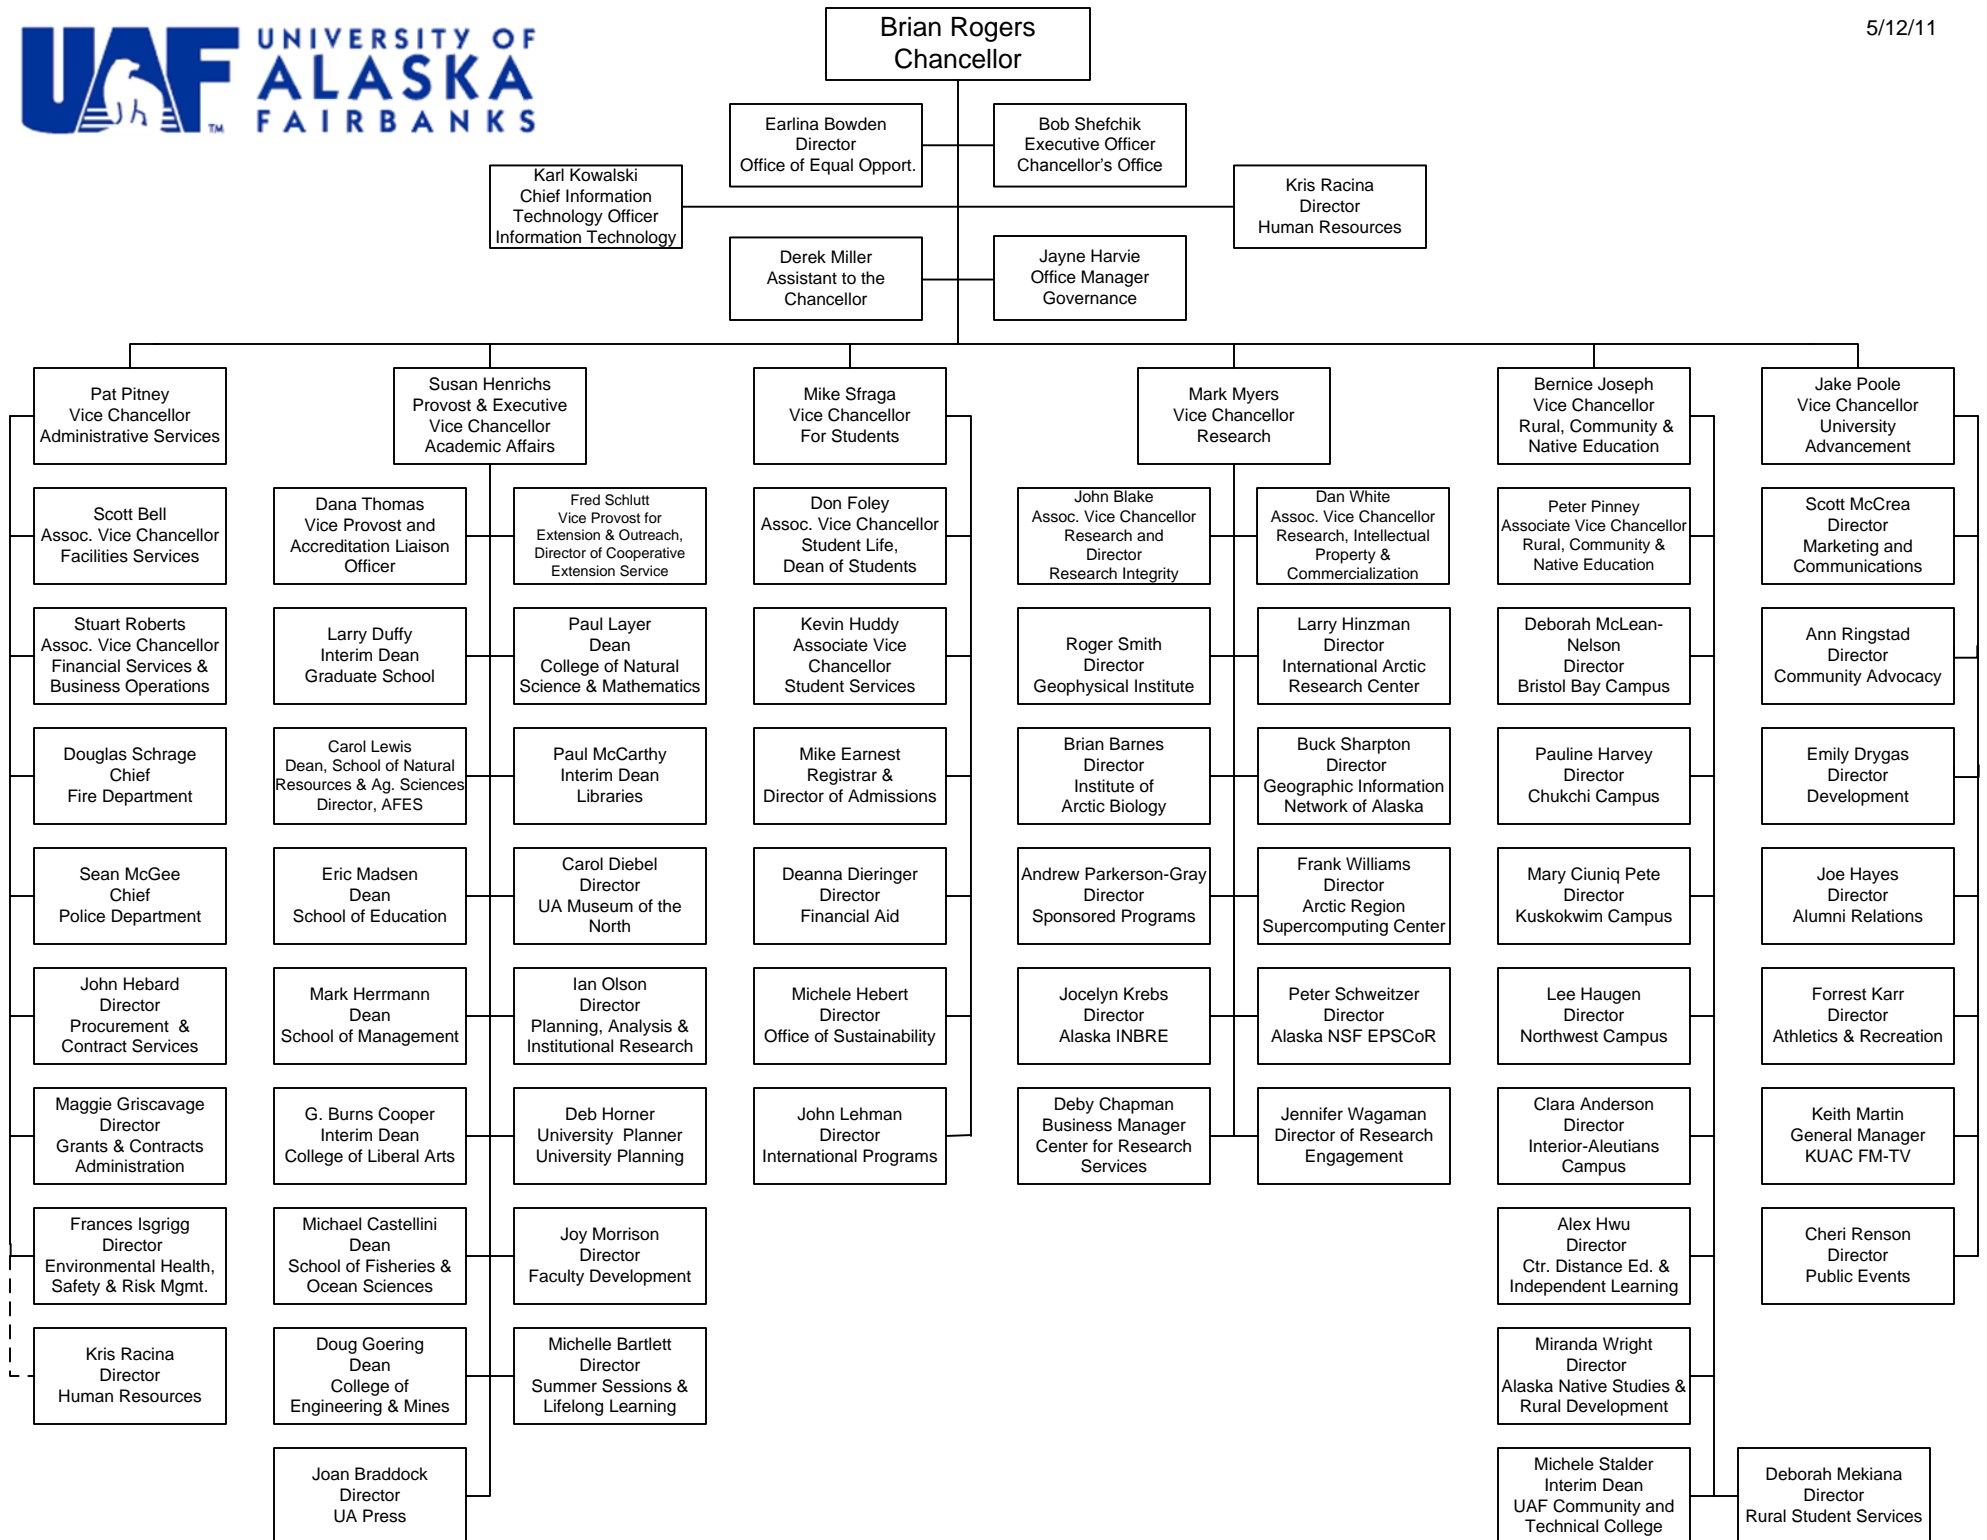 UAF
TM
UNIVERSITY OF
ALASKA
FAIRBANKS
5/12/11
Brian Rogers
Chancellor
Earlina Bowden
Director
Office of Equal Opport.
Bob Shefchik
Executive Officer
Chancellor's Office
Karl Kowalski
Chief Information
Technology Officer
Information Technology
Kris Racina
Director
Human Resources
Derek Miller
Assistant to the
Chancellor
Jayne Harvie
Office Manager
Governance
Pat Pitney
Vice Chancellor
Administrative Services
Susan Henrichs
Provost & Executive
Vice Chancellor
Academic Affairs
Mike Sfraga
Vice Chancellor
For Students
Mark Myers
Vice Chancellor
Research
Bernice Joseph
Vice Chancellor
Rural, Community &
Native Education
Jake Poole
Vice Chancellor
University
Advancement
Scott Bell
Assoc. Vice Chancellor
Facilities Services
Dana Thomas
Vice Provost and
Accreditation Liaison
Officer
Fred Schlutt
Vice Provost for
Extension & Outreach,
Director of Cooperative
Extension Service
Don Foley
Assoc. Vice Chancellor
Student Life,
Dean of Students
John Blake
Assoc. Vice Chancellor
Research and
Director
Research Integrity
Dan White
Assoc. Vice Chancellor
Research, Intellectual
Property &
Commercialization
Peter Pinney
Associate Vice Chancellor
Rural, Community &
Native Education
Scott McCrea
Director
Marketing and
Communications
Stuart Roberts
Assoc. Vice Chancellor
Financial Services &
Business Operations
Larry Duffy
Interim Dean
Graduate School
Paul Layer
Dean
College of Natural
Science & Mathematics
Kevin Huddy
Associate Vice
Chancellor
Student Services
Roger Smith
Director
Geophysical Institute
Larry Hinzman
Director
International Arctic
Research Center
Deborah McLean-
Nelson
Director
Bristol Bay Campus
Ann Ringstad
Director
Community Advocacy
Douglas Schrage
Chief
Fire Department
Carol Lewis
Dean, School of Natural
Resources & Ag. Sciences
Director, AFES
Paul McCarthy
Interim Dean
Libraries
Mike Earnest
Registrar &
Director of Admissions
Brian Barnes
Director
Institute of
Arctic Biology
Buck Sharpton
Director
Geographic Information
Network of Alaska
Pauline Harvey
Director
Chukchi Campus
Emily Drygas
Director
Development
Sean McGee
Chief
Police Department
Eric Madsen
Dean
School of Education
Carol Diebel
Director
UA Museum of the
North
Deanna Dieringer
Director
Financial Aid
Andrew Parkerson-Gray
Director
Sponsored Programs
Frank Williams
Director
Arctic Region
Supercomputing Center
Mary Ciuniq Pete
Director
Kuskokwim Campus
Joe Hayes
Director
Alumni Relations
John Hebard
Director
Procurement &
Contract Services
Mark Herrmann
Dean
School of Management
Ian Olson
Director
Planning, Analysis &
Institutional Research
Michele Hebert
Director
Office of Sustainability
Jocelyn Krebs
Director
Alaska INBRE
Peter Schweitzer
Director
Alaska NSF EPSCoR
Lee Haugen
Director
Northwest Campus
Forrest Karr
Director
Athletics & Recreation
Maggie Griscavage
Director
Grants & Contracts
Administration
G. Burns Cooper
Interim Dean
College of Liberal Arts
Deb Horner
University Planner
University Planning
John Lehman
Director
International Programs
Deby Chapman
Business Manager
Center for Research
Services
Jennifer Wagaman
Director of Research
Engagement
Clara Anderson
Director
Interior-Aleutians
Campus
Keith Martin
General Manager
KUAC FM-TV
Frances Isgrigg
Director
Environmental Health,
Safety & Risk Mgmt.
Michael Castellini
Dean
School of Fisheries &
Ocean Sciences
Joy Morrison
Director
Faculty Development
Alex Hwu
Director
Ctr. Distance Ed. &
Independent Learning
Cheri Renson
Director
Public Events
Kris Racina
Director
Human Resources
Doug Goering
Dean
College of
Engineering & Mines
Michelle Bartlett
Director
Summer Sessions &
Lifelong Learning
Miranda Wright
Director
Alaska Native Studies &
Rural Development
Joan Braddock
Director
UA Press
Michele Stalder
Interim Dean
UAF Community and
Technical College
Deborah Mekiana
Director
Rural Student Services